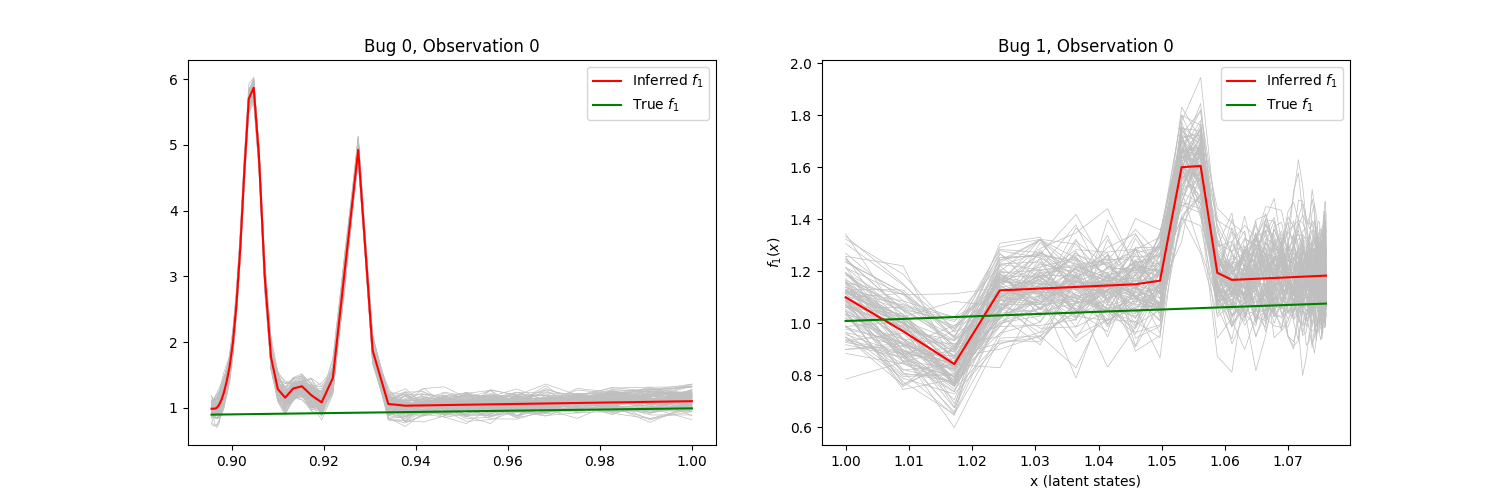 Bug 0, Observation 0
Inferred f₁
True f₁
6
5
4
3
2
1
0.90 0.92 0.94 0.96 0.98 1.00
Bug 1, Observation 0
Inferred f₁
True f₁
f₁(x)
2.0
1.8
1.6
1.4
1.2
1.0
0.8
0.6
1.00 1.01 1.02 1.03 1.04 1.05 1.06 1.07
x (latent states)